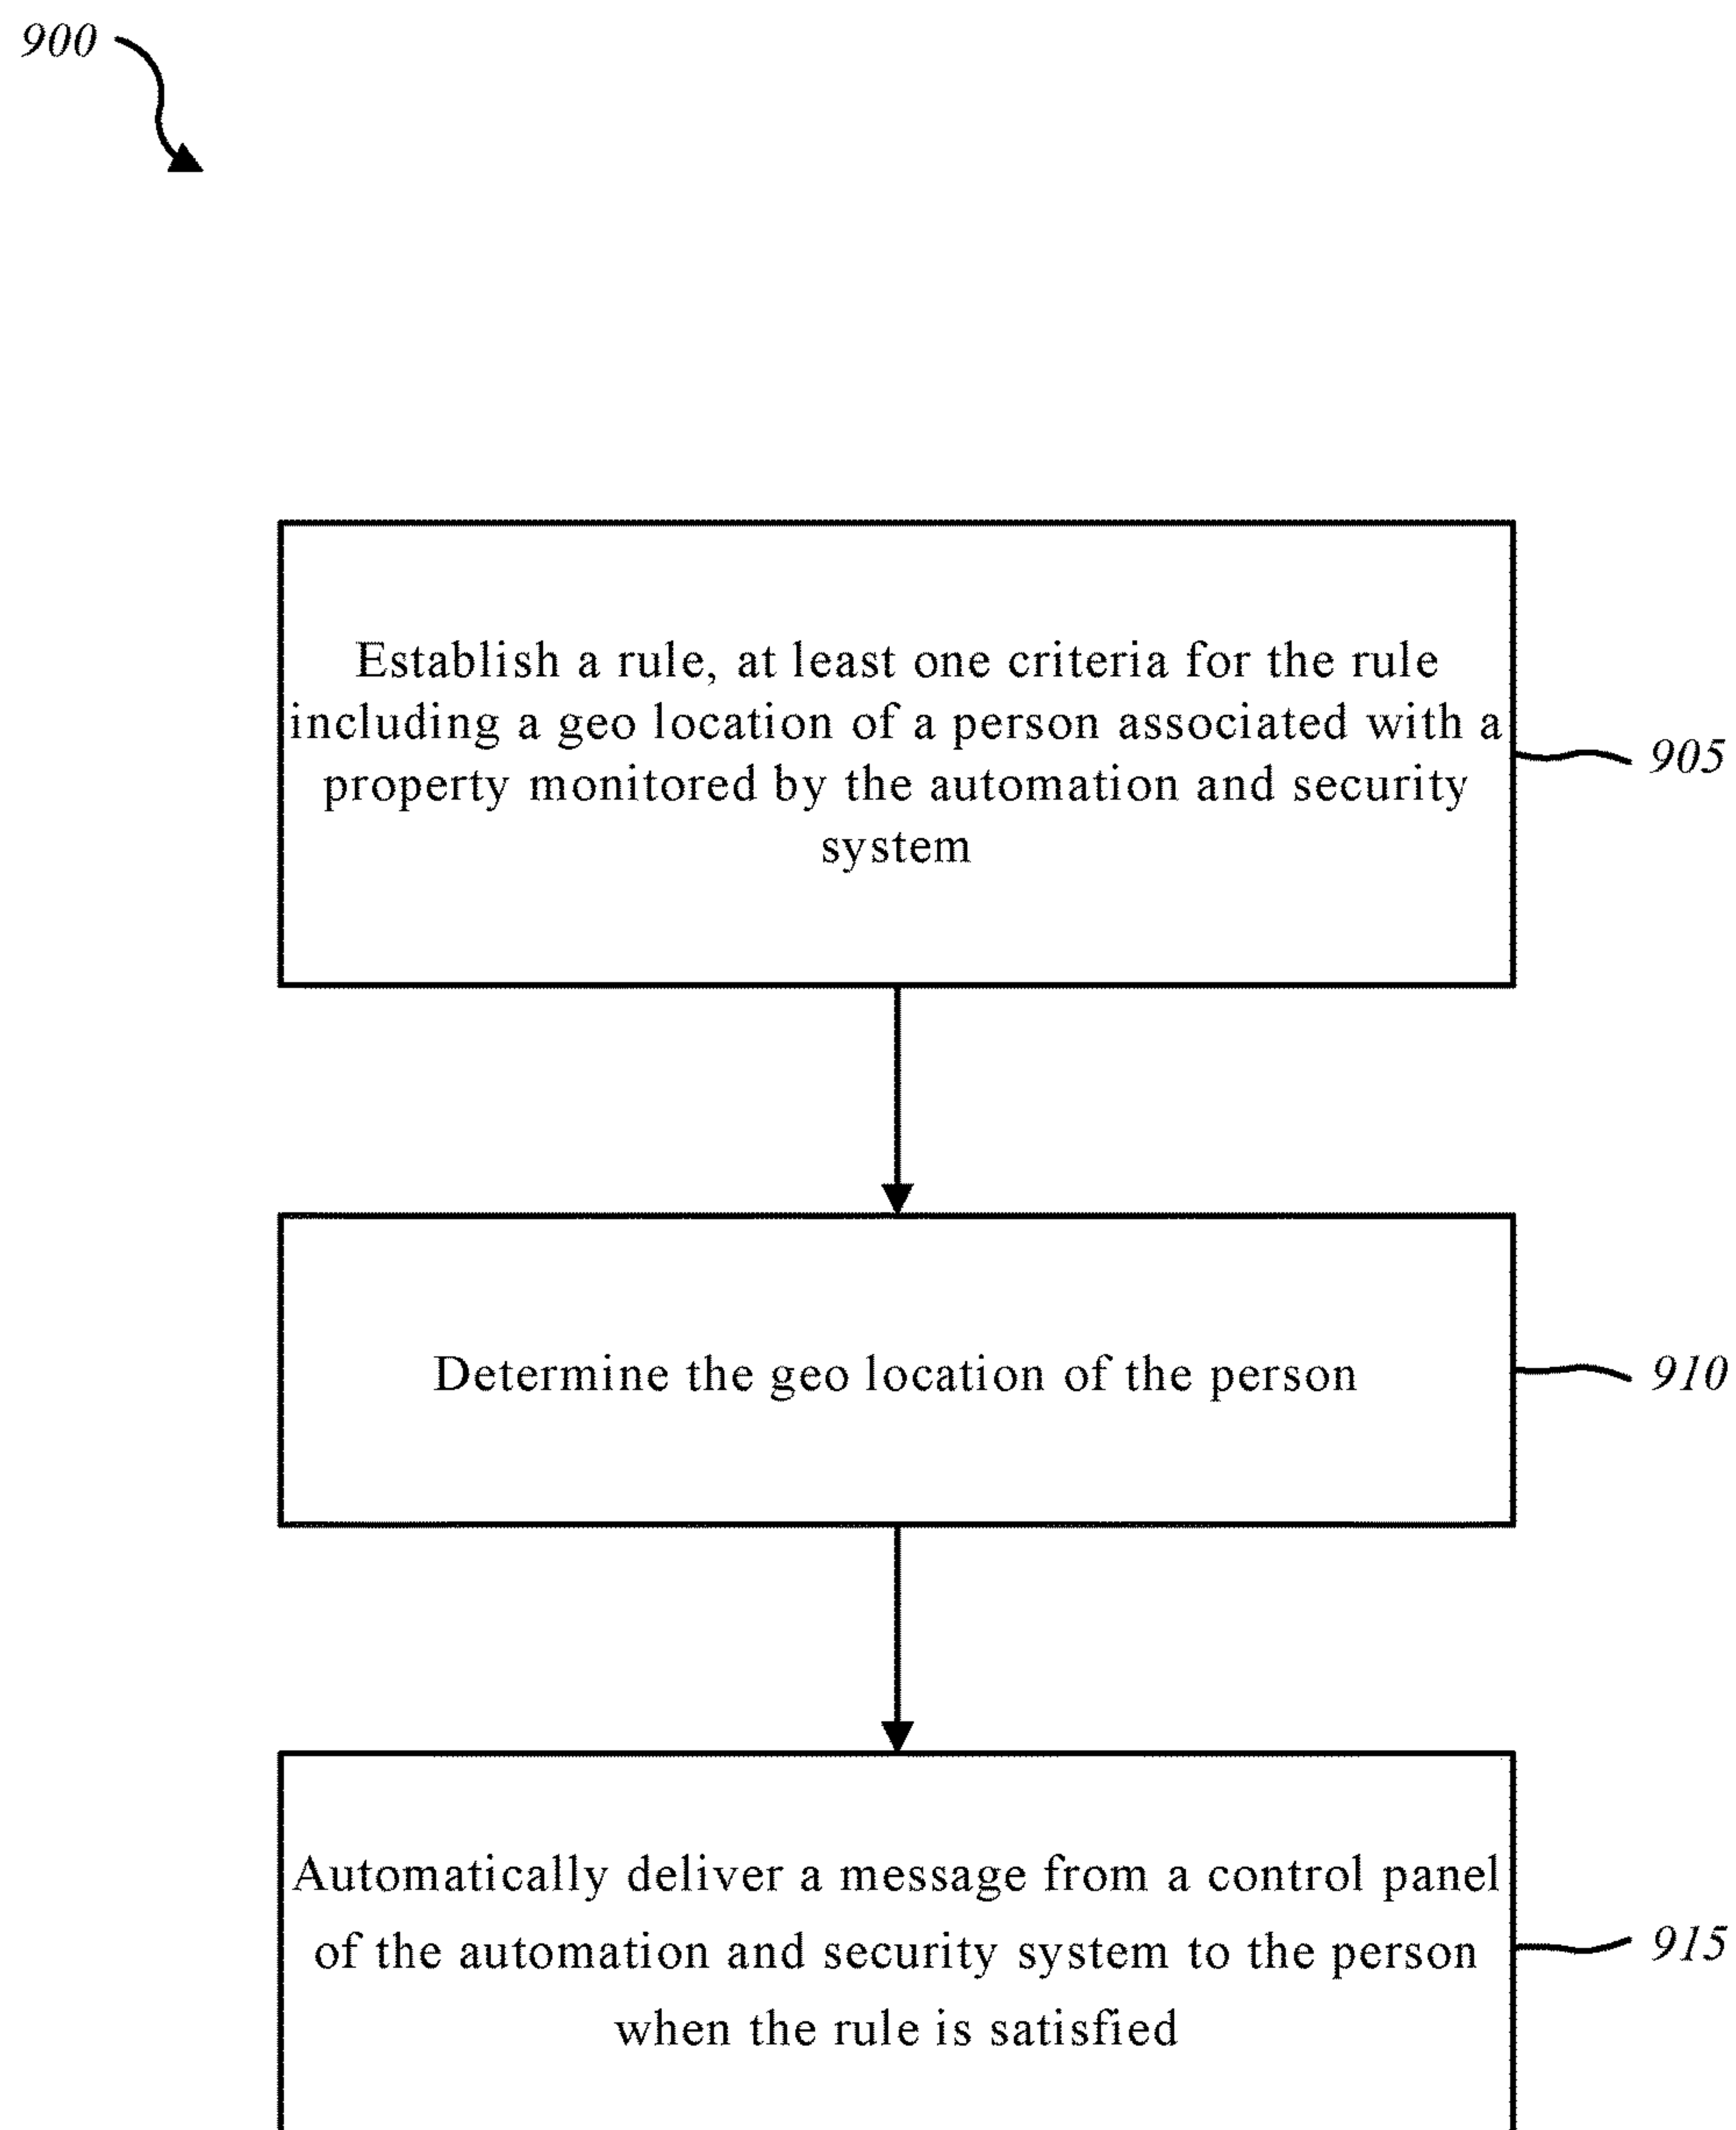 900
Establish a rule, at least one criteria for the rule
including a geo location of a person associated with a
property monitored by the automation and security
system
905
Determine the geo location of the person
910
Automatically deliver a message from a control panel
of the automation and security system to the person
when the rule is satisfied
915